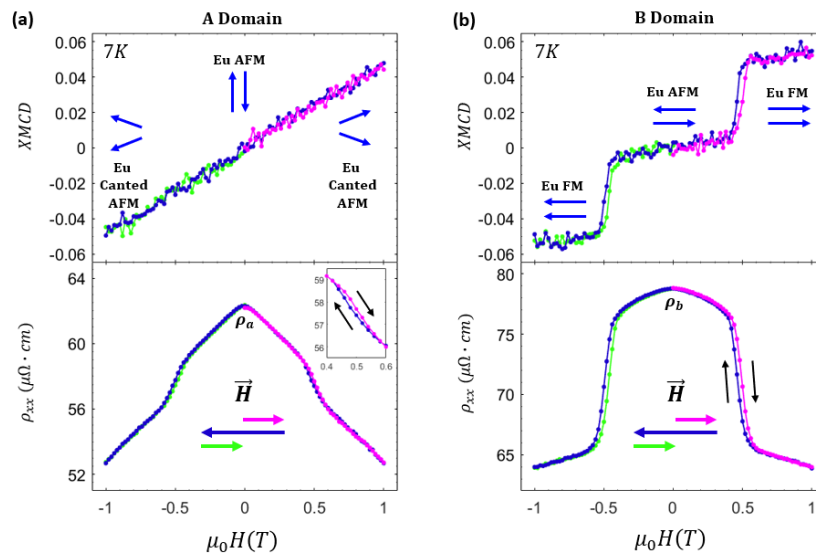 (a)
A Domain
XMCD
0.06
0.04
0.02
0
-0.02
-0.04
-0.06
7K
Eu AFM
Eu
Canted
AFM
Eu
Canted
AFM
ρxx (μΩ · cm)
64
60
56
52
ρa
59
58
57
56
0.4 0.5 0.6
H
-1 -0.5 0 0.5 1
μ0H(T)
(b)
B Domain
XMCD
0.06
0.04
0.02
0
-0.02
-0.04
-0.06
7K
Eu AFM
Eu FM
Eu FM
ρxx (μΩ · cm)
80
75
70
65
ρb
H
-1 -0.5 0 0.5 1
μ0H(T)